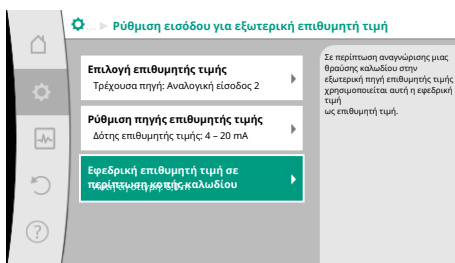 ... Ρύθμιση εισόδου για εξωτερική επιθυμητή τιμή
Επιλογή επιθυμητής τιμής
Τρέχουσα πηγή: Αναλογική είσοδος 2
Ρύθμιση πηγής επιθυμητής τιμής
Δότης επιθυμητής τιμής: 4 – 20 mA
Εφεδρική επιθυμητή τιμή σε
περίπτωση κοπής καλωδίου
Σε περίπτωση αναγνώρισης μιας
θραύσης καλωδίου στην
εξωτερική πηγή επιθυμητής τιμής
χρησιμοποιείται αυτή η εφεδρική
τιμή
ως επιθυμητή τιμή.